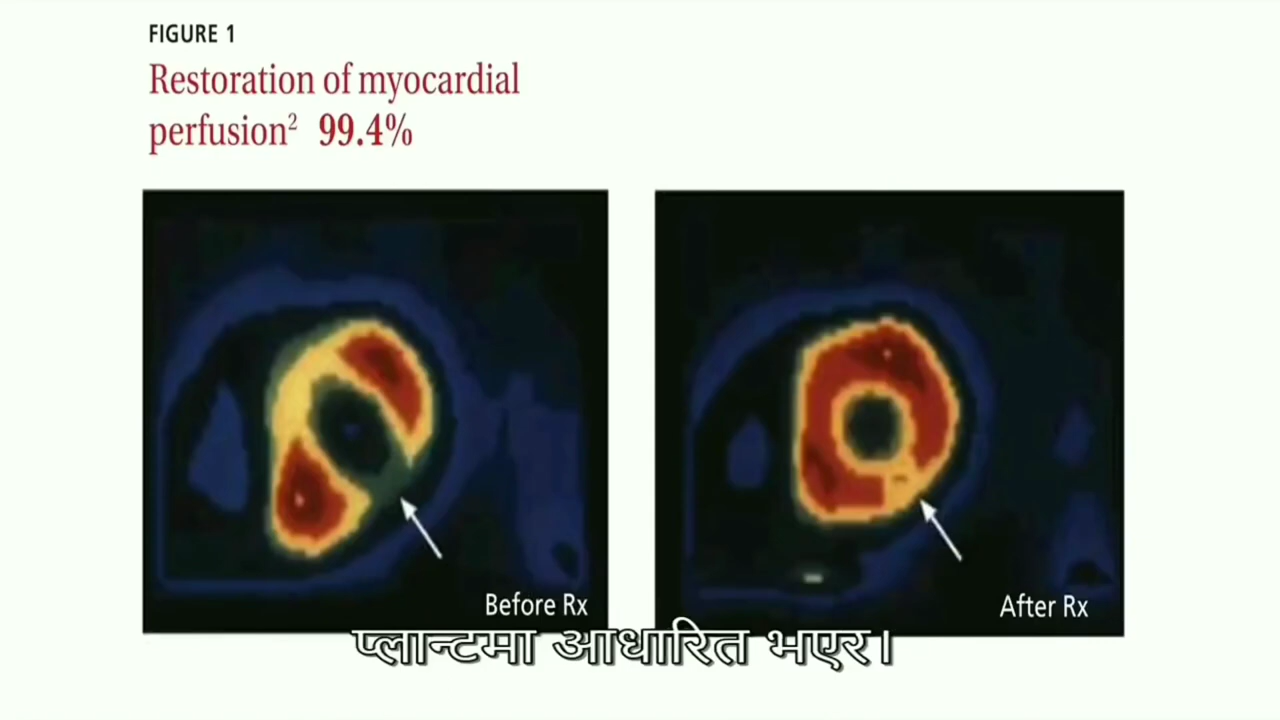 FIGURE 1
Restoration of myocardial
perfusion² 99.4%
Before Rx
After Rx
प्लान्टमा आधारित भएर।